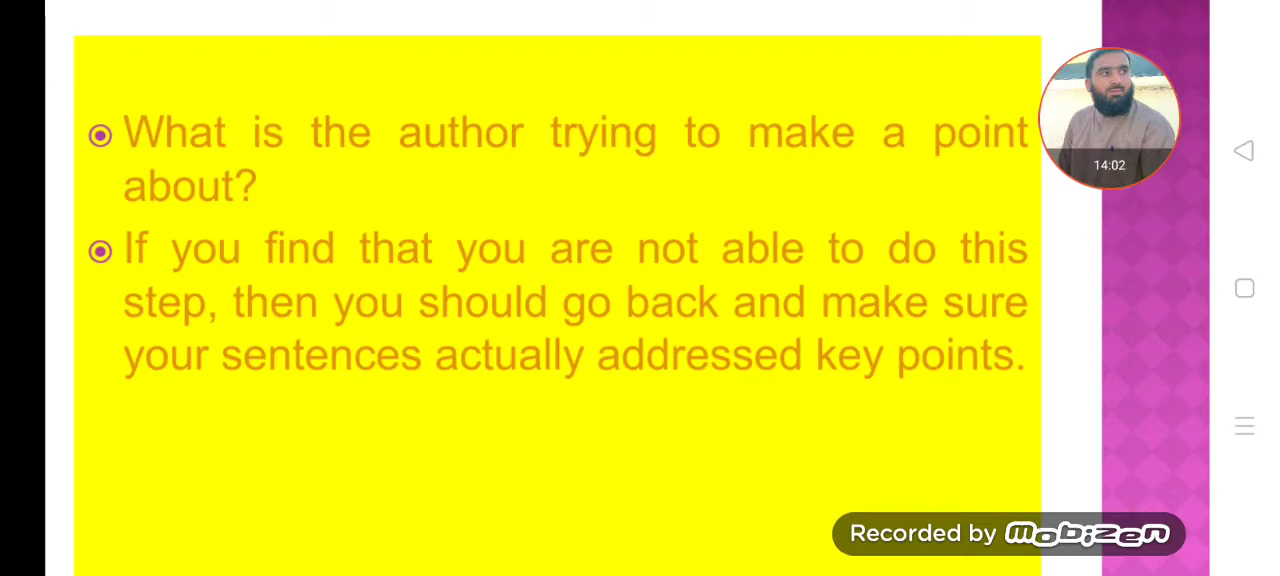 What is the author trying to make a point
about?
If you find that you are not able to do this
step, then you should go back and make sure
your sentences actually addressed key points.
14:02
Recorded by mobizen